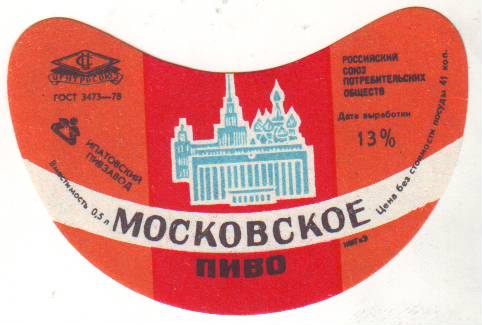 ЦЕНТРОСОЮЗ
ГОСТ 3473—78
ИПАТОВСКИЙ
ПИВЗАВОД
Вместимость 0,5 л
РОССИЙСКИЙ
СОЮЗ
ПОТРЕБИТЕЛЬСКИХ
ОБЩЕСТВ
Дата выработки
13%
Цена без стоимости посуды 41 коп.
МОСКОВСКОЕ
ПИВО